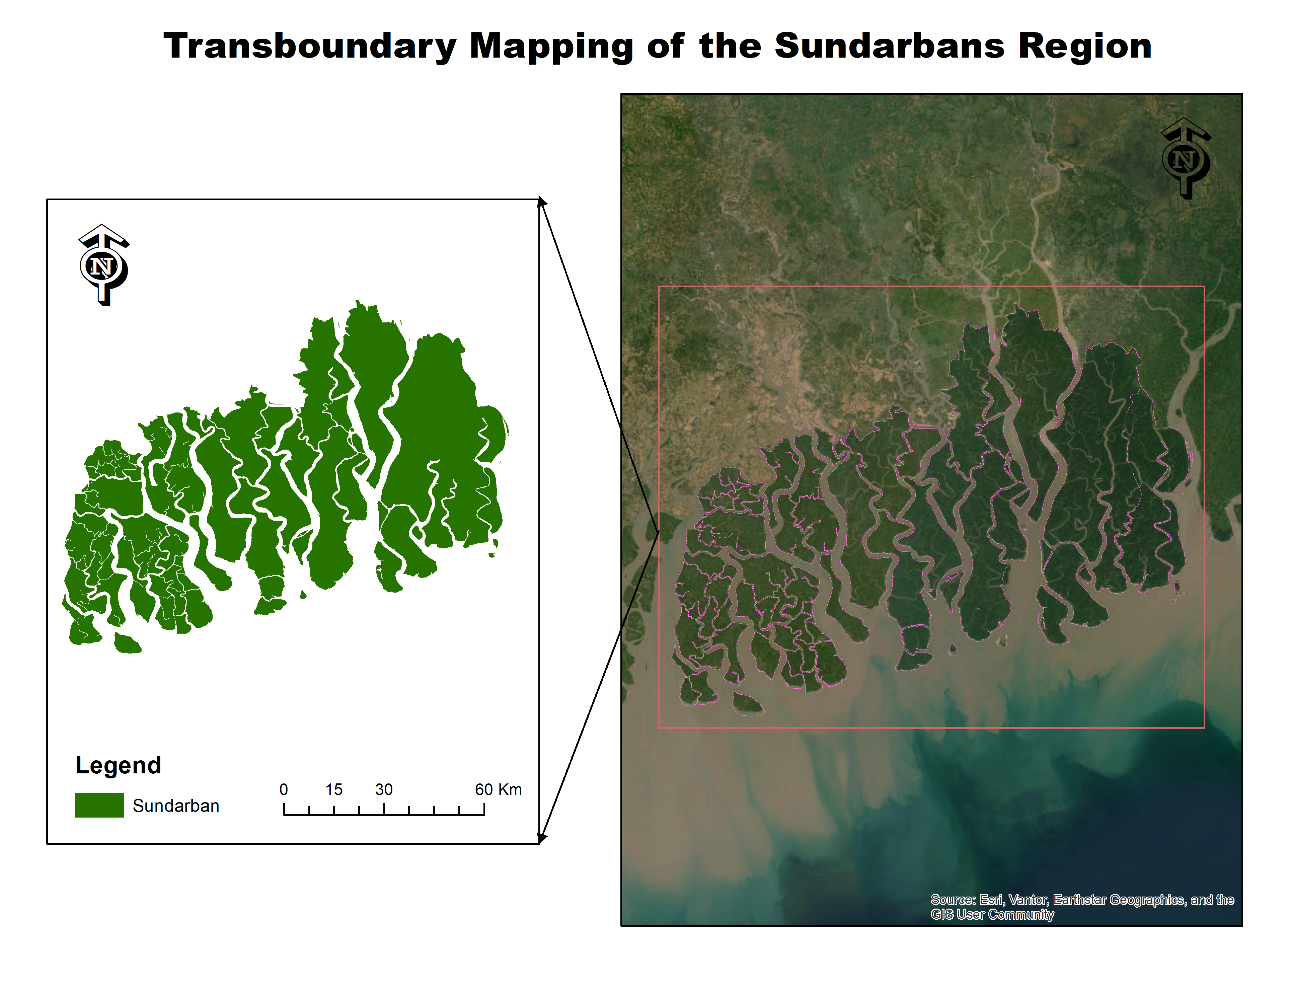 Transboundary Mapping of the Sundarbans Region
N
N
Legend
Sundarban
0 15 30 60 Km
Source: Esri, Vantor, Earthstar Geographics, and the
GIS User Community